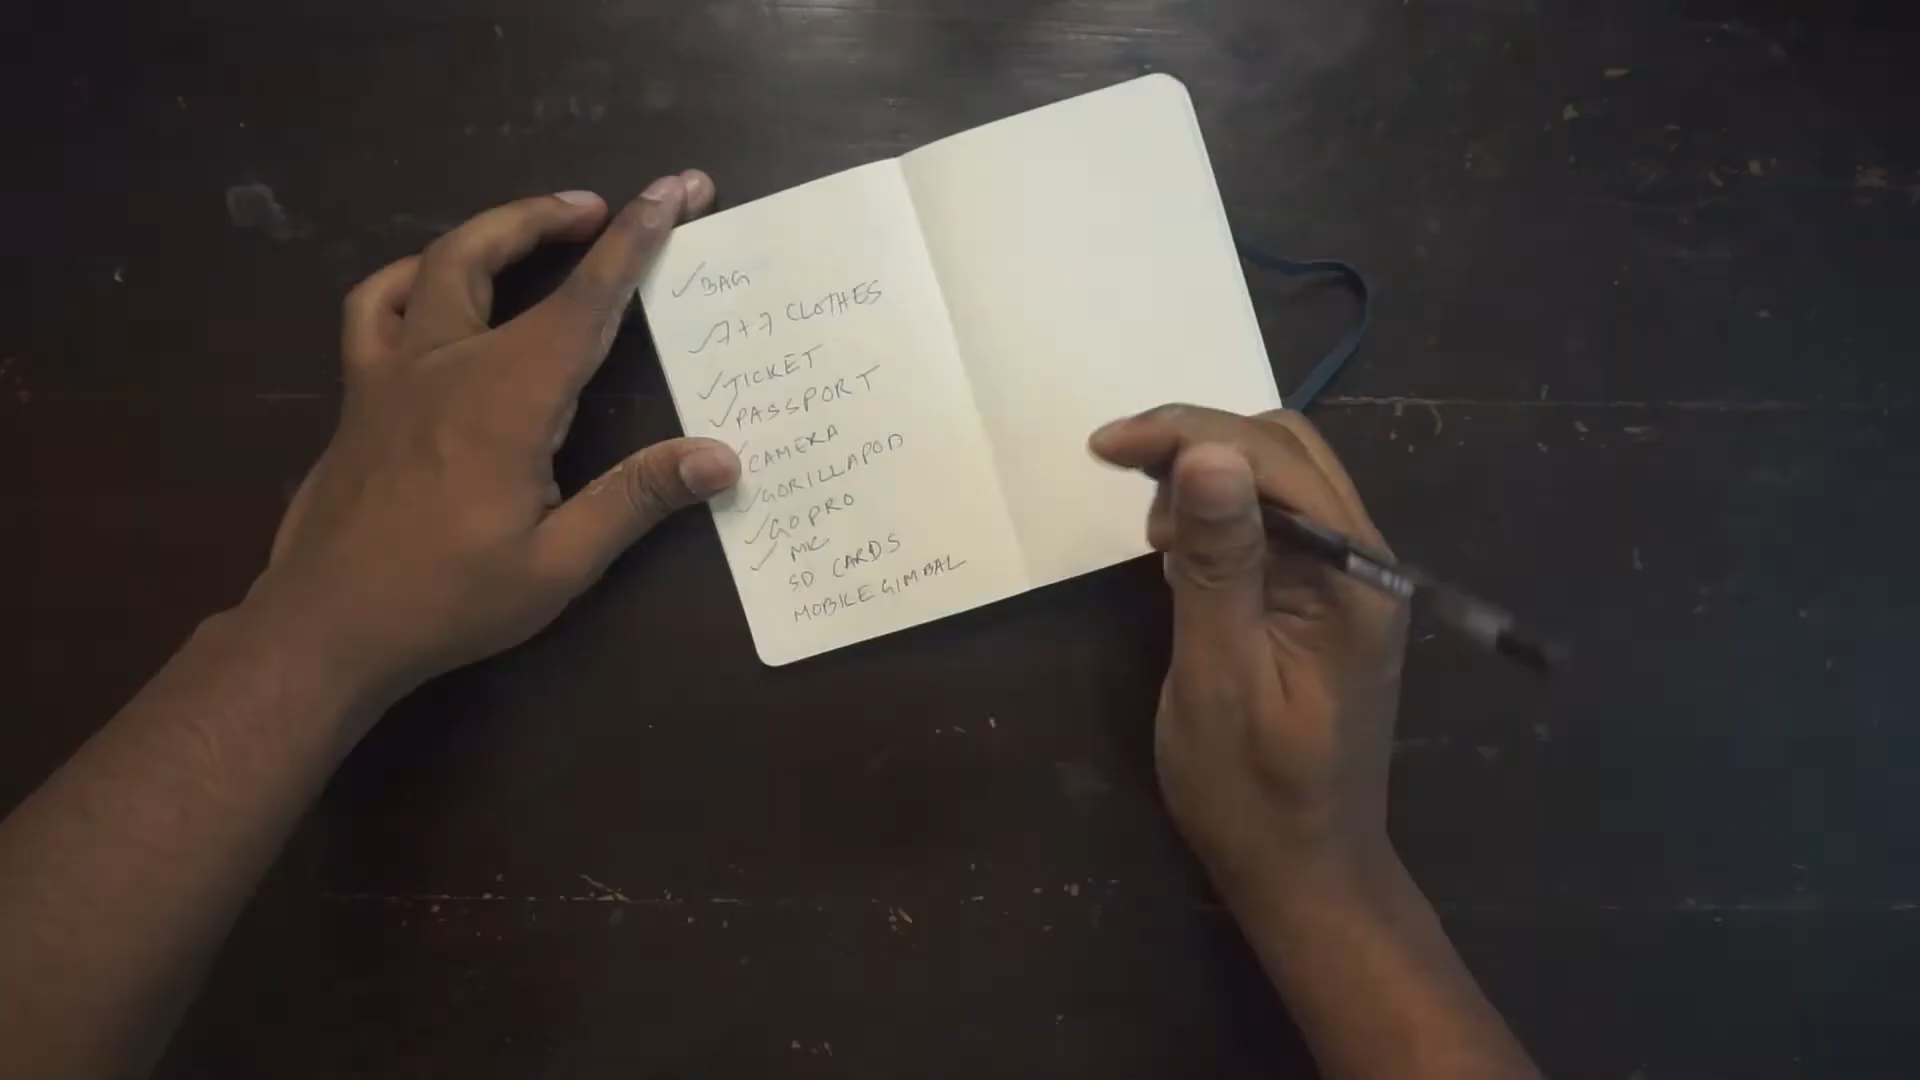 ✓ BAG
✓ 7+7 CLOTHES
✓ TICKET
✓ PASSPORT
✓ CAMERA
✓ GORILLAPOD
✓ GOPRO
✓ MIC
SD CARDS
MOBILE GIMBAL